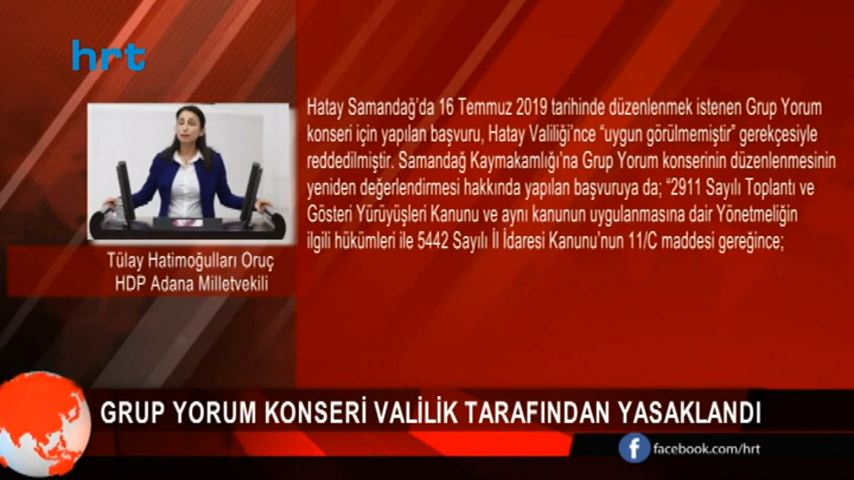 hrt
Hatay Samandağ'da 16 Temmuz 2019 tarihinde düzenlenmek istenen Grup Yorum
konseri için yapılan başvuru, Hatay Valiliği'nce “uygun görülmemiştir” gerekçesiyle
reddedilmiştir. Samandağ Kaymakamlığı'na Grup Yorum konserinin düzenlenmesinin
yeniden değerlendirmesi hakkında yapılan başvuruya da; “2911 Sayılı Toplantı ve
Gösteri Yürüyüşleri Kanunu ve aynı kanunun uygulanmasına dair Yönetmeliğin
ilgili hükümleri ile 5442 Sayılı İl İdaresi Kanunu'nun 11/C maddesi gereğince;
Tülay Hatimoğulları Oruç
HDP Adana Milletvekili
GRUP YORUM KONSERİ VALİLİK TARAFINDAN YASAKLANDI
facebook.com/hrt